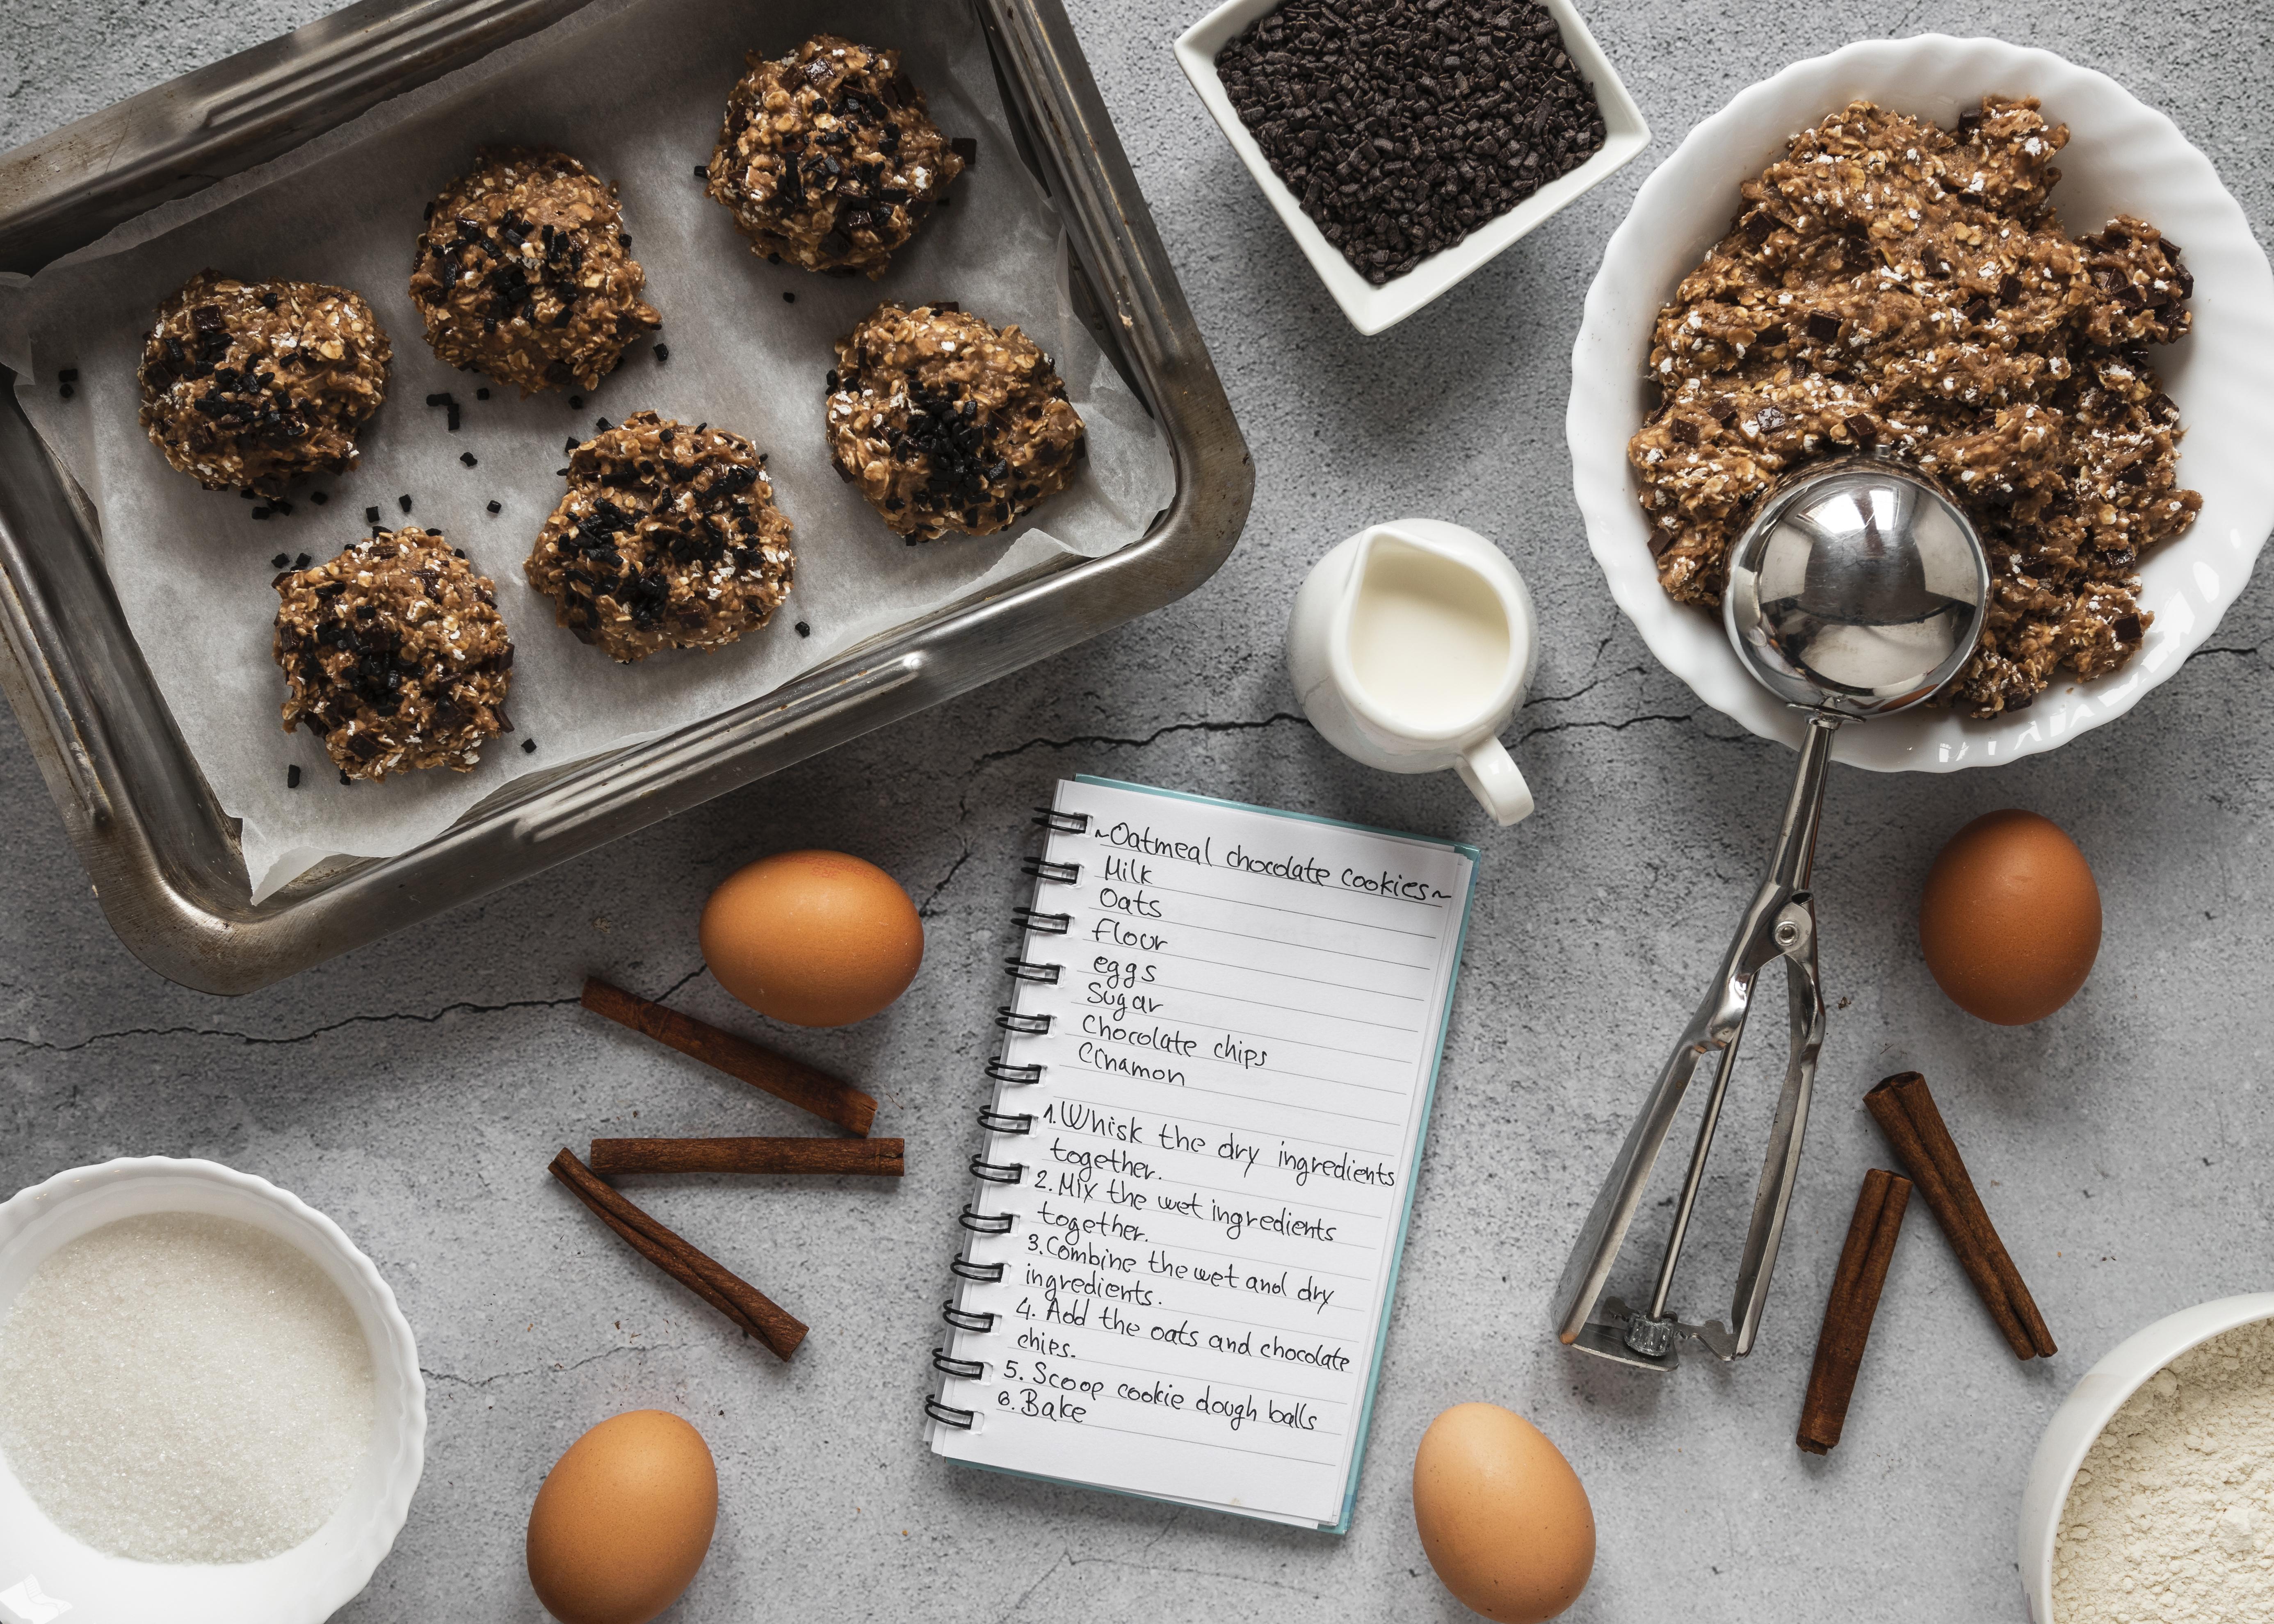 ~Oatmeal chocolate cookies~
Milk
Oats
flour
eggs
Sugar
Chocolate chips
Cinamon
1. Whisk the dry ingredients
together.
2. Mix the wet ingredients
together.
3. Combine the wet and dry
ingredients.
4. Add the oats and chocolate
chips.
5. Scoop cookie dough balls
6. Bake